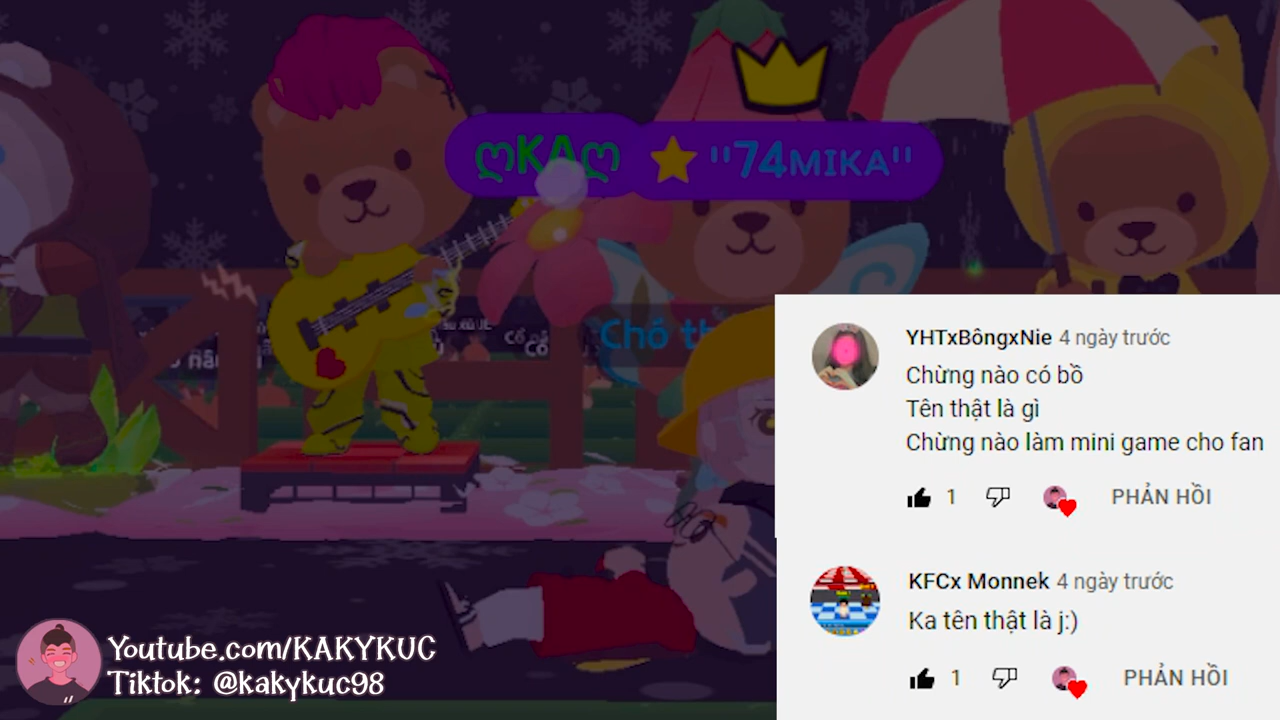 ღKAღ
"74MIKA"
Chó th
YHTxBôngxNie 4 ngày trước
Chừng nào có bồ
Tên thật là gì
Chừng nào làm mini game cho fan
1
PHẢN HỒI
KFCx Monnek 4 ngày trước
Ka tên thật là j:)
1
PHẢN HỒI
Youtube.com/KAKYKUC
Tiktok: @kakykuc98